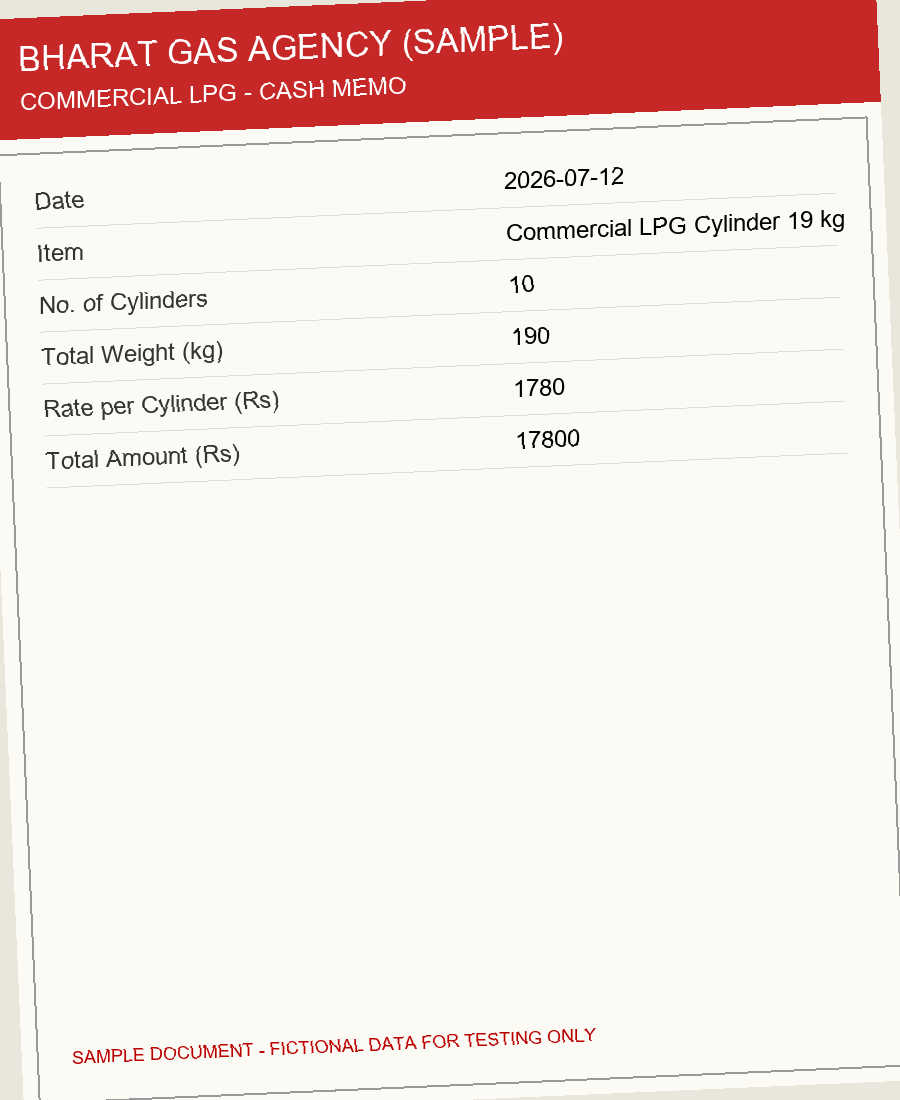 BHARAT GAS AGENCY (SAMPLE)
COMMERCIAL LPG - CASH MEMO
Date 2026-07-12
Item Commercial LPG Cylinder 19 kg
No. of Cylinders 10
Total Weight (kg) 190
Rate per Cylinder (Rs) 1780
Total Amount (Rs) 17800
SAMPLE DOCUMENT - FICTIONAL DATA FOR TESTING ONLY